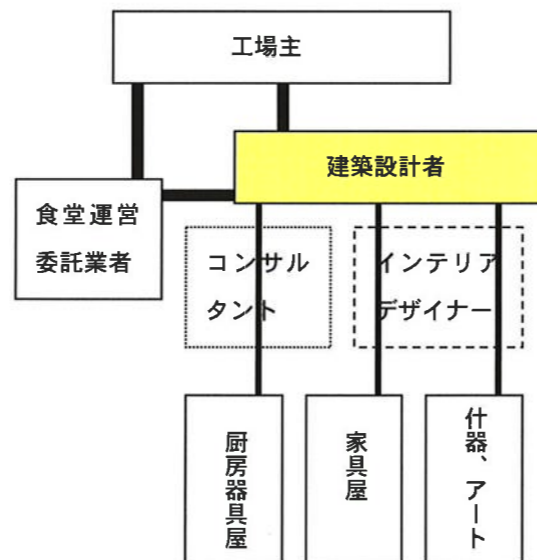 工場主
建築設計者
食堂運営
委託業者
コンサル
タント
インテリア
デザイナー
厨房器具屋
家具屋
什器、アート